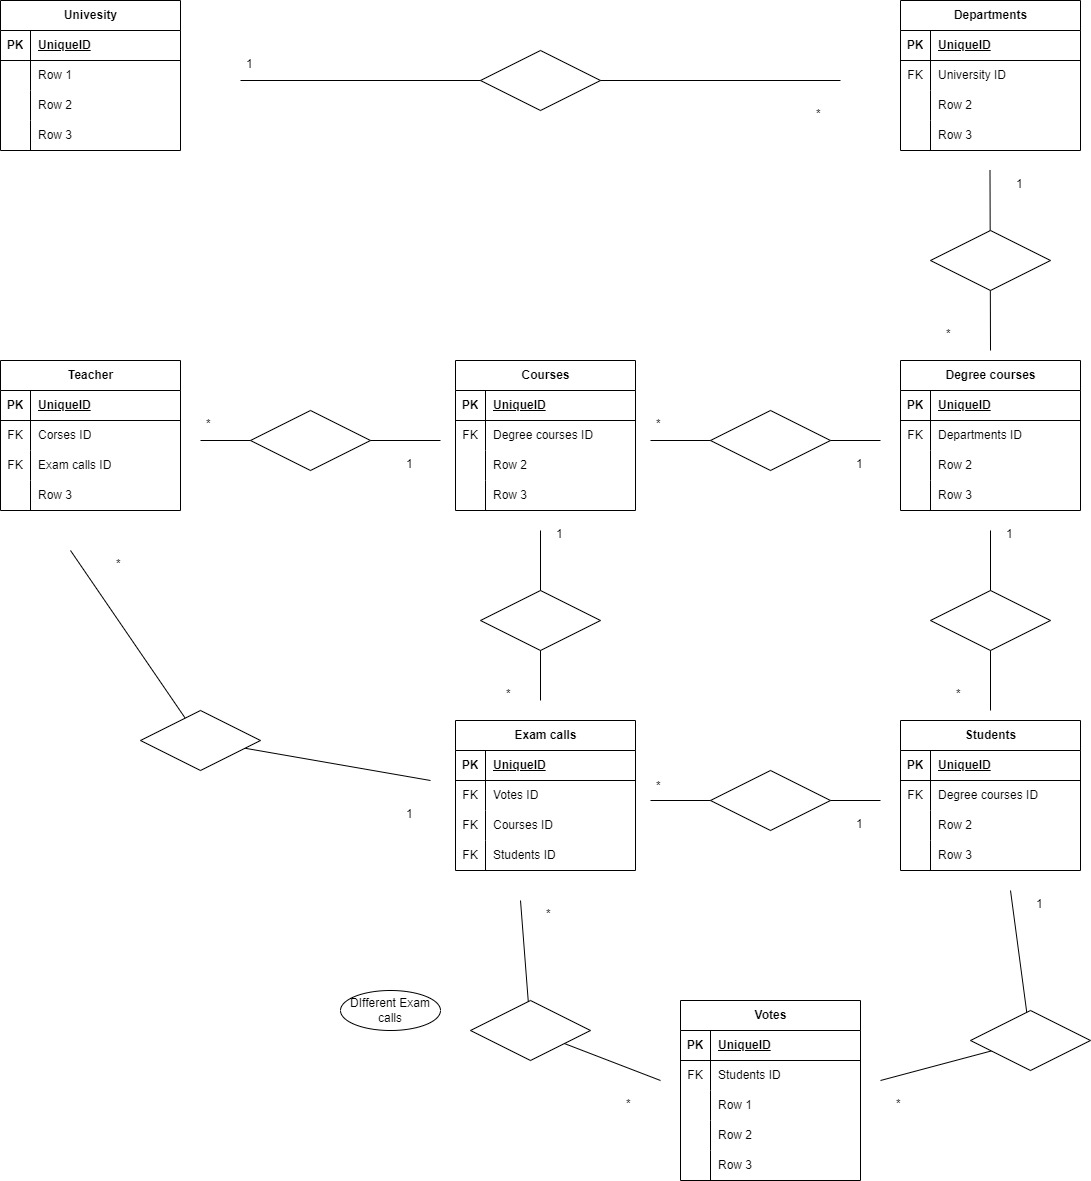 Univesity
PK UniqueID
Row 1
Row 2
Row 3
1
*
Departments
PK UniqueID
FK University ID
Row 2
Row 3
1
*
Teacher
PK UniqueID
FK Corses ID
FK Exam calls ID
Row 3
*
1
Courses
PK UniqueID
FK Degree courses ID
Row 2
Row 3
*
1
Degree courses
PK UniqueID
FK Departments ID
Row 2
Row 3
*
1
1
*
1
*
1
Exam calls
PK UniqueID
FK Votes ID
FK Courses ID
FK Students ID
*
1
Students
PK UniqueID
FK Degree courses ID
Row 2
Row 3
*
1
DIfferent Exam
calls
*
*
Votes
PK UniqueID
FK Students ID
Row 1
Row 2
Row 3